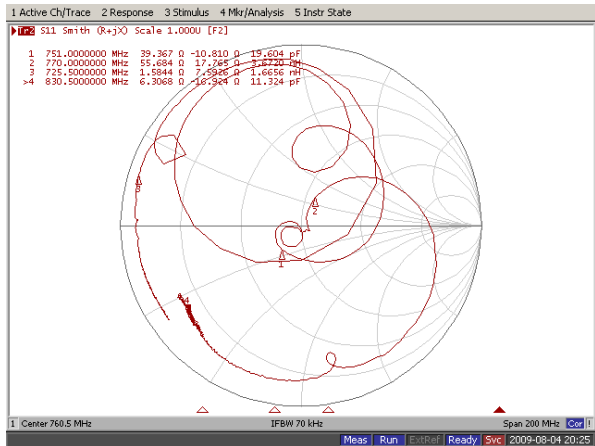 1 Active Ch/Trace 2 Response 3 Stimulus 4 Mkr/Analysis 5 Instr State
Tr2 S11 Smith (R+jX) Scale 1.000U [F2]
1 751.0000000 MHz 39.367 Ω -10.810 Ω 19.604 pF
2 770.0000000 MHz 55.684 Ω 17.765 Ω 3.6720 nH
3 725.5000000 MHz 1.5844 Ω 7.5926 Ω 1.6656 nH
>4 830.5000000 MHz 6.3068 Ω -16.924 Ω 11.324 pF
3
2
1
4
1 Center 760.5 MHz IFBW 70 kHz Span 200 MHz Cor !
Meas Run ExtRef Ready Svc 2009-08-04 20:25